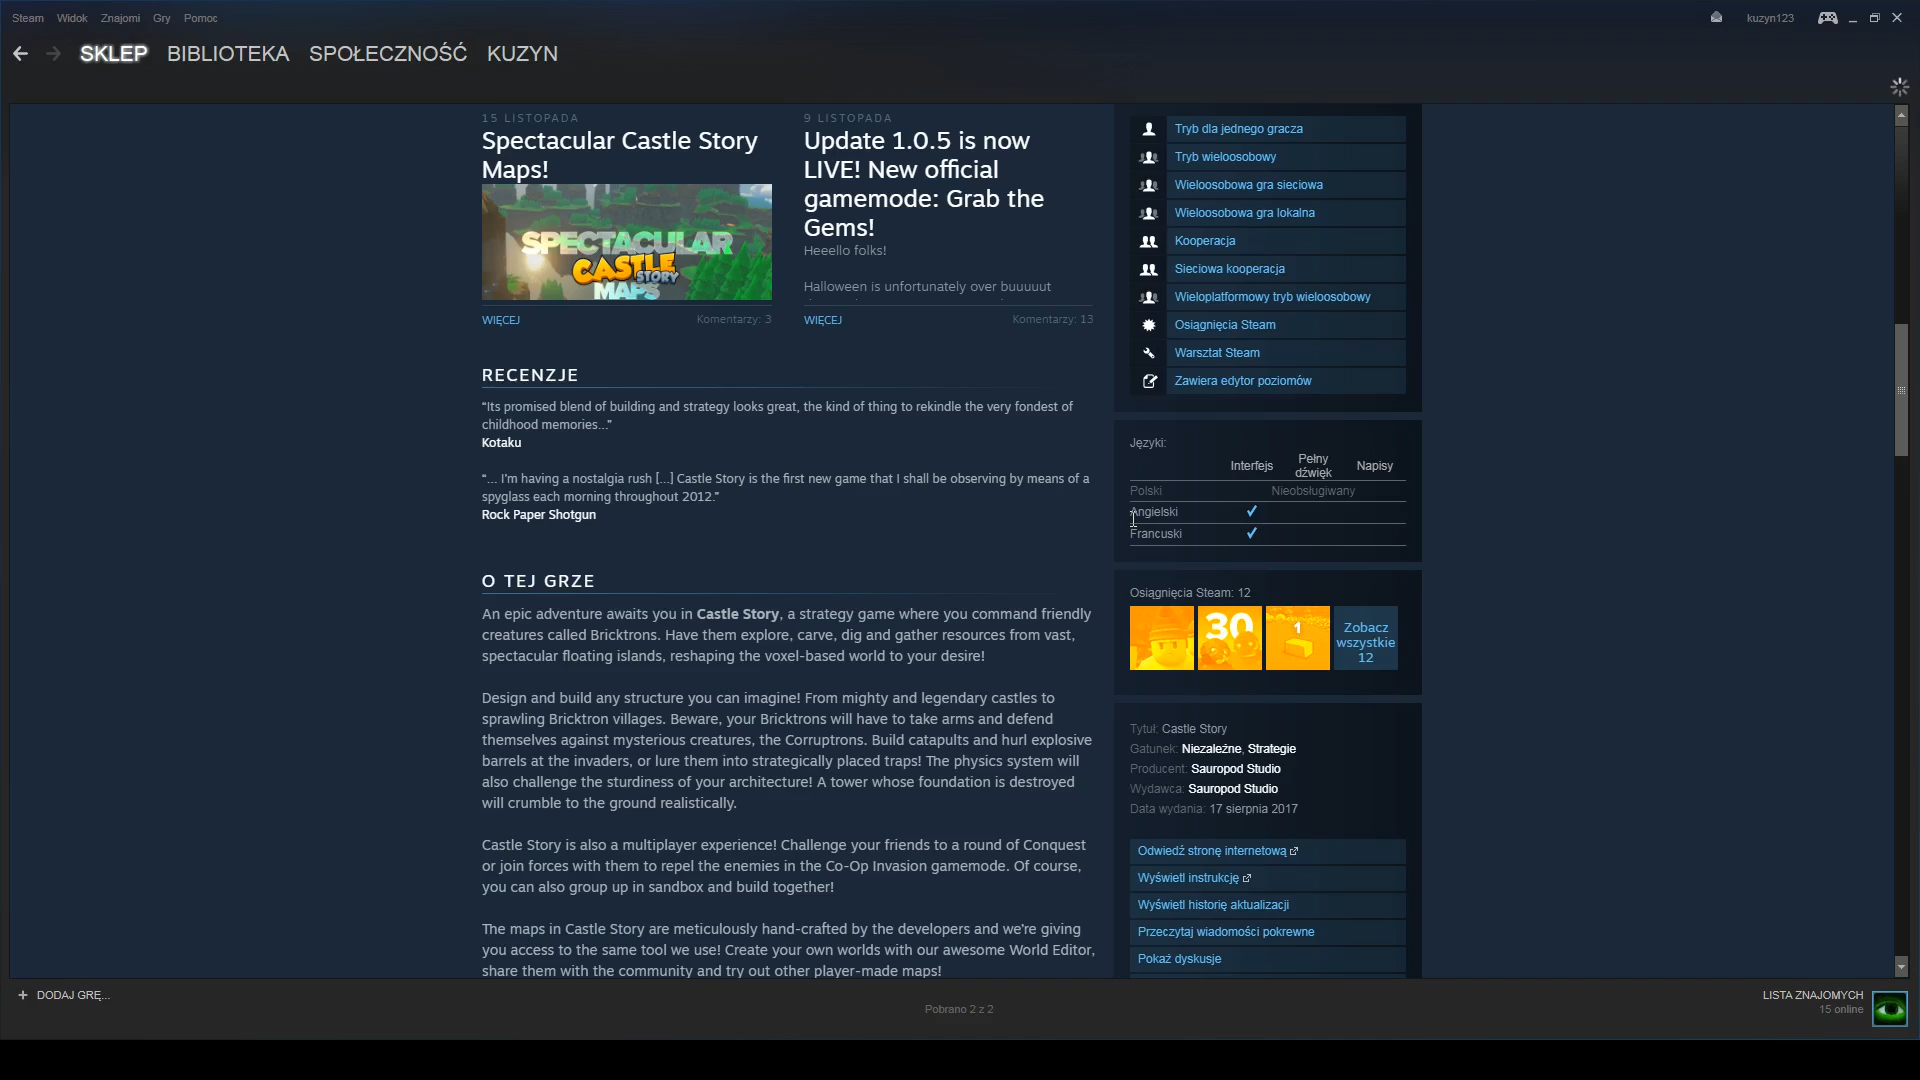 Steam Widok Znajomi Gry Pomoc
kuzyn123
SKLEP BIBLIOTEKA SPOŁECZNOŚĆ KUZYN
15 LISTOPADA
Spectacular Castle Story
Maps!
SPECTACULAR
CASTLE
STORY
MAPS
WIĘCEJ Komentarzy: 3
9 LISTOPADA
Update 1.0.5 is now
LIVE! New official
gamemode: Grab the
Gems!
Heeello folks!
Halloween is unfortunately over buuuuut
WIĘCEJ Komentarzy: 13
RECENZJE
“Its promised blend of building and strategy looks great, the kind of thing to rekindle the very fondest of
childhood memories...”
Kotaku
“... I'm having a nostalgia rush [...] Castle Story is the first new game that I shall be observing by means of a
spyglass each morning throughout 2012.”
Rock Paper Shotgun
O TEJ GRZE
An epic adventure awaits you in Castle Story, a strategy game where you command friendly
creatures called Bricktrons. Have them explore, carve, dig and gather resources from vast,
spectacular floating islands, reshaping the voxel-based world to your desire!
Design and build any structure you can imagine! From mighty and legendary castles to
sprawling Bricktron villages. Beware, your Bricktrons will have to take arms and defend
themselves against mysterious creatures, the Corruptrons. Build catapults and hurl explosive
barrels at the invaders, or lure them into strategically placed traps! The physics system will
also challenge the sturdiness of your architecture! A tower whose foundation is destroyed
will crumble to the ground realistically.
Castle Story is also a multiplayer experience! Challenge your friends to a round of Conquest
or join forces with them to repel the enemies in the Co-Op Invasion gamemode. Of course,
you can also group up in sandbox and build together!
The maps in Castle Story are meticulously hand-crafted by the developers and we're giving
you access to the same tool we use! Create your own worlds with our awesome World Editor,
share them with the community and try out other player-made maps!
Tryb dla jednego gracza
Tryb wieloosobowy
Wieloosobowa gra sieciowa
Wieloosobowa gra lokalna
Kooperacja
Sieciowa kooperacja
Wieloplatformowy tryb wieloosobowy
Osiągnięcia Steam
Warsztat Steam
Zawiera edytor poziomów
Języki:
Interfejs Pełny dźwięk Napisy
Polski Nieobsługiwany
Angielski ✓
Francuski ✓
Osiągnięcia Steam: 12
30
1
Zobacz
wszystkie
12
Tytuł: Castle Story
Gatunek: Niezależne, Strategie
Producent: Sauropod Studio
Wydawca: Sauropod Studio
Data wydania: 17 sierpnia 2017
Odwiedź stronę internetową
Wyświetl instrukcję
Wyświetl historię aktualizacji
Przeczytaj wiadomości pokrewne
Pokaż dyskusje
+ DODAJ GRĘ...
Pobrano 2 z 2
LISTA ZNAJOMYCH
15 online